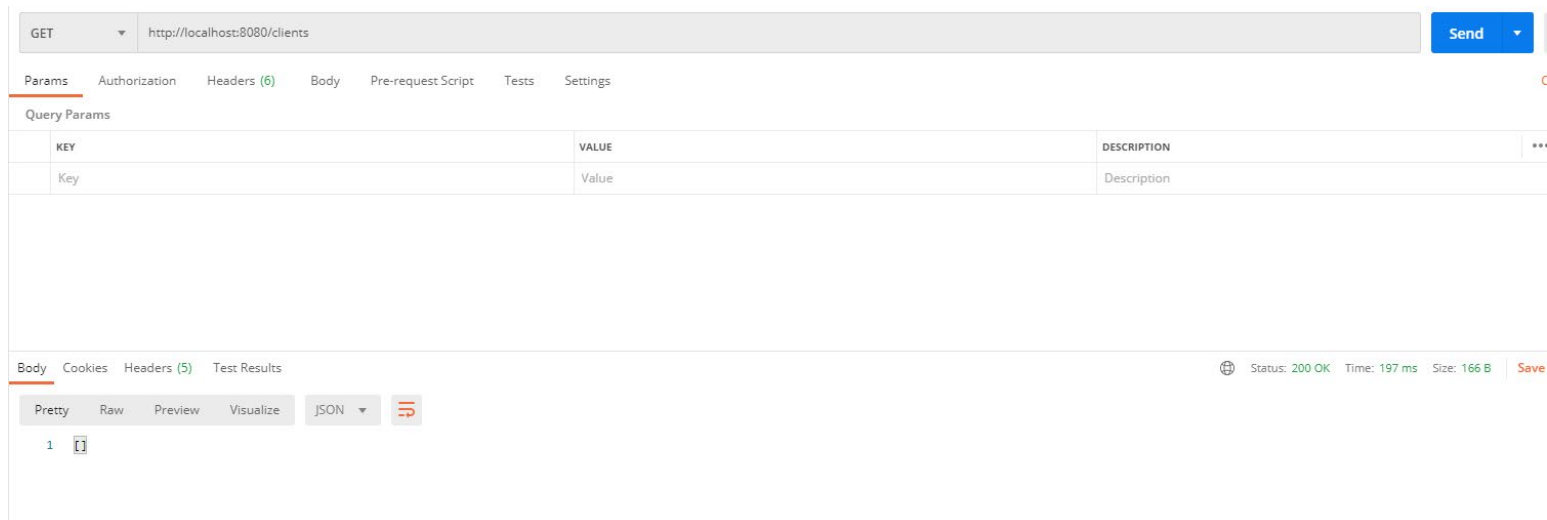 GET http://localhost:8080/clients Send
Params Authorization Headers (6) Body Pre-request Script Tests Settings
Query Params
KEY VALUE DESCRIPTION
Key Value Description
Body Cookies Headers (5) Test Results Status: 200 OK Time: 197 ms Size: 166 B Save
Pretty Raw Preview Visualize JSON
1 []